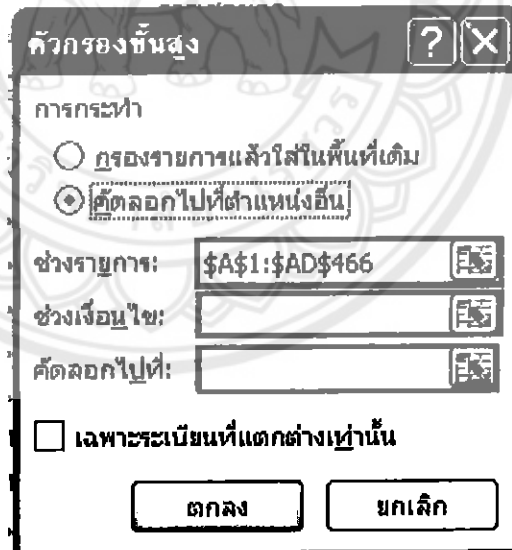 ตัวกรองขั้นสูง
การกระทำ
กรองรายการแล้วใส่ในพื้นที่เดิม
คัดลอกไปที่ตำแหน่งอื่น
ช่วงรายการ: $A$1:$AD$466
ช่วงเงื่อนไข:
คัดลอกไปที่:
เฉพาะระเบียนที่แตกต่างเท่านั้น
ตกลง ยกเลิก